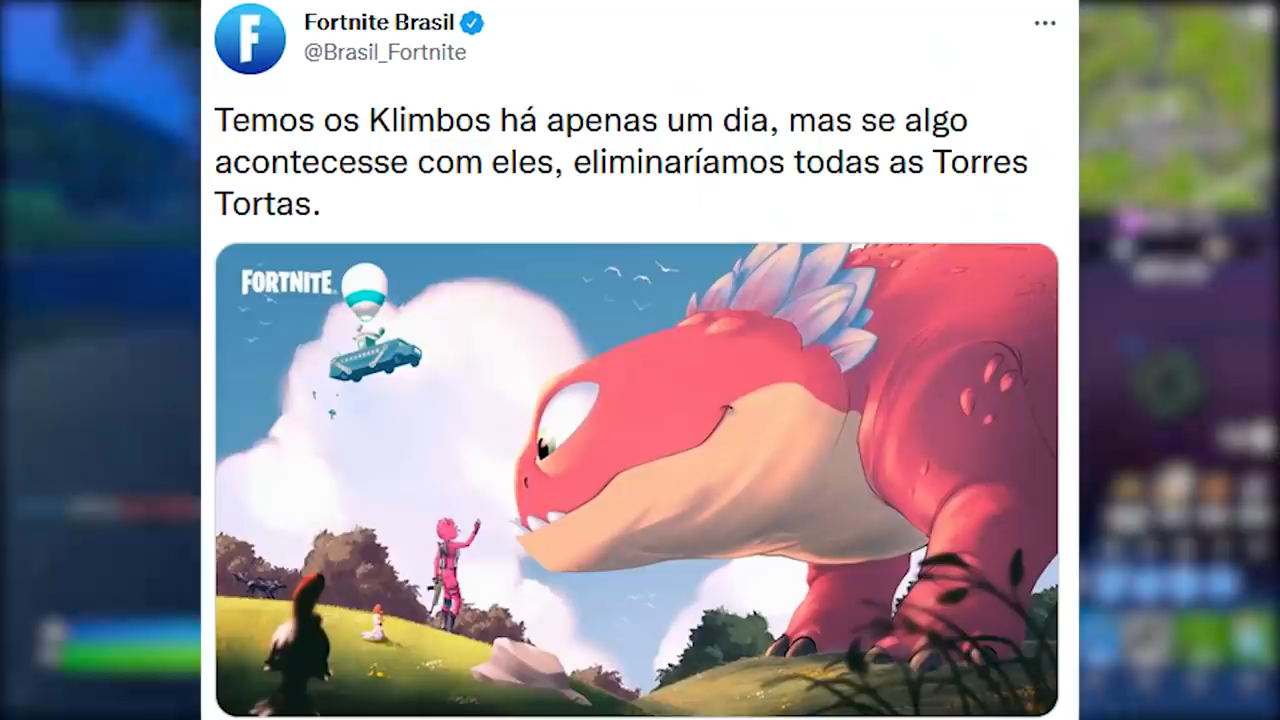 Fortnite Brasil
@Brasil_Fortnite
Temos os Klimbos há apenas um dia, mas se algo
acontecesse com eles, eliminaríamos todas as Torres
Tortas.
FORTNITE